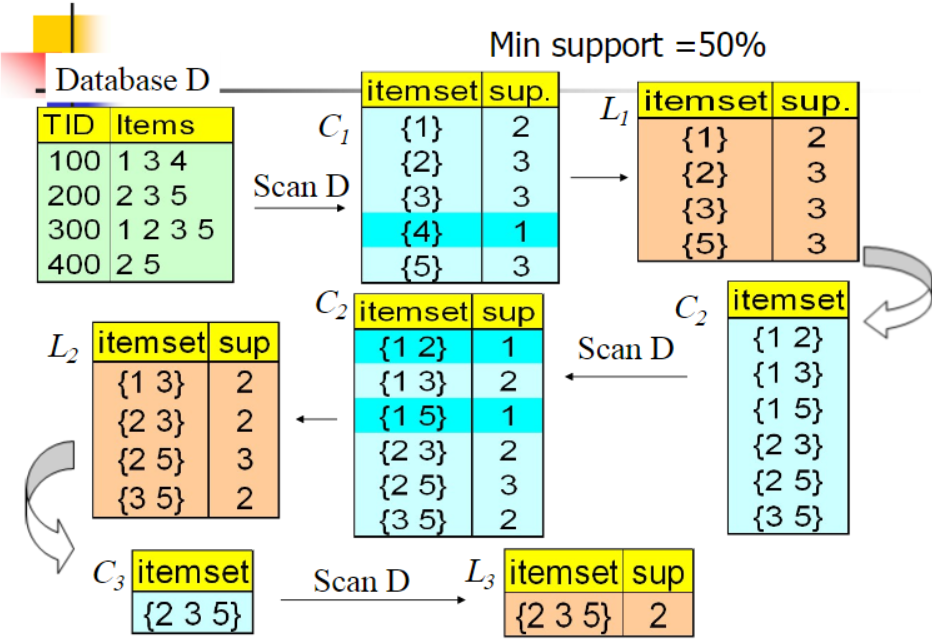 Min support =50%
Database D
TID Items
100 1 3 4
200 2 3 5
300 1 2 3 5
400 2 5
Scan D
C1
itemset sup.
{1} 2
{2} 3
{3} 3
{4} 1
{5} 3
L1
itemset sup.
{1} 2
{2} 3
{3} 3
{5} 3
C2
itemset
{1 2}
{1 3}
{1 5}
{2 3}
{2 5}
{3 5}
Scan D
C2
itemset sup
{1 2} 1
{1 3} 2
{1 5} 1
{2 3} 2
{2 5} 3
{3 5} 2
L2
itemset sup
{1 3} 2
{2 3} 2
{2 5} 3
{3 5} 2
C3
itemset
{2 3 5}
Scan D
L3
itemset sup
{2 3 5} 2